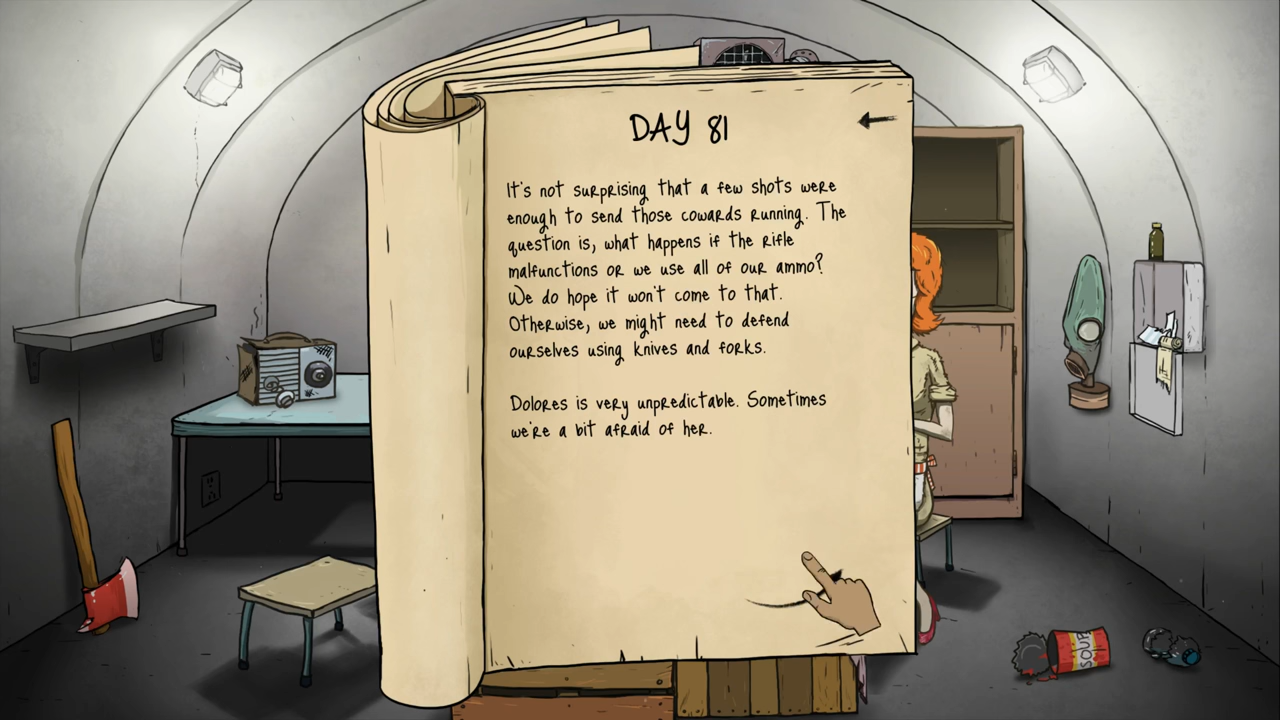 DAY 81
It's not surprising that a few shots were
enough to send those cowards running. The
question is, what happens if the rifle
malfunctions or we use all of our ammo?
We do hope it won't come to that.
Otherwise, we might need to defend
ourselves using knives and forks.
Dolores is very unpredictable. Sometimes
we're a bit afraid of her.
SOUP